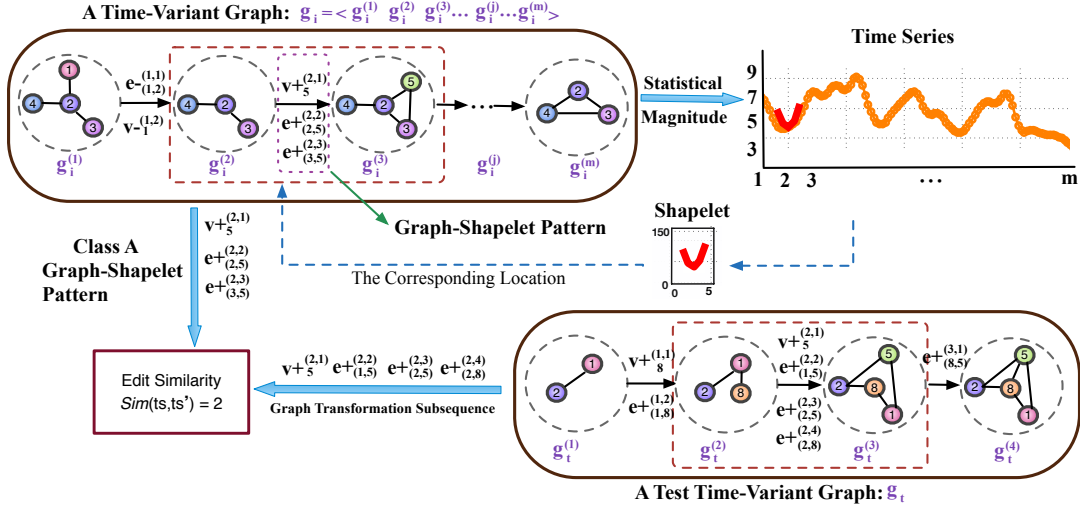 A Time-Variant Graph: g_i = < g_i^(1) g_i^(2) g_i^(3) ... g_i^(j) ... g_i^(m) >
1
4
2
3
g_i^(1)
e-_(1,2)^(1,1)
v-_1^(1,2)
4
2
3
g_i^(2)
v+_5^(2,1)
e+_(2,5)^(2,2)
e+_(3,5)^(2,3)
5
4
2
3
g_i^(3)
...
g_i^(j)
2
4
3
g_i^(m)
Statistical
Magnitude
Time Series
9
7
5
3
1 2 3 ... m
Graph-Shapelet Pattern
Shapelet
150
0 5
The Corresponding Location
Class A
Graph-Shapelet
Pattern
v+_5^(2,1)
e+_(2,5)^(2,2)
e+_(3,5)^(2,3)
Edit Similarity
Sim(ts,ts') = 2
v+_5^(2,1) e+_(1,5)^(2,2) e+_(2,5)^(2,3) e+_(2,8)^(2,4)
Graph Transformation Subsequence
1
2
g_t^(1)
v+_8^(1,1)
e+_(1,8)^(1,2)
1
2
8
g_t^(2)
v+_5^(2,1)
e+_(1,5)^(2,2)
e+_(2,5)^(2,3)
e+_(2,8)^(2,4)
5
2
8
1
g_t^(3)
e+_(8,5)^(3,1)
5
2
8
1
g_t^(4)
A Test Time-Variant Graph: g_t